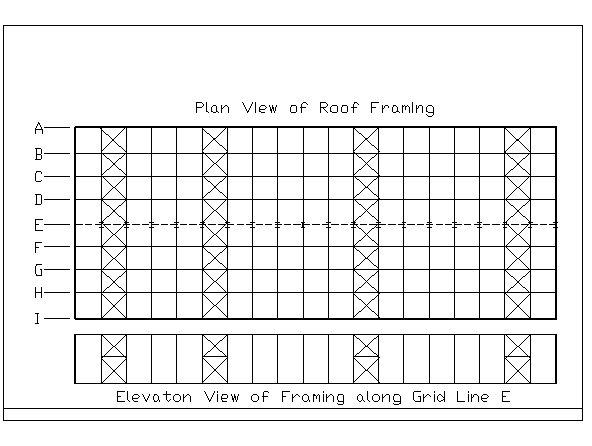 Plan View of Roof Framing
A
B
C
D
E
F
G
H
I
Elevaton View of Framing along Grid Line E